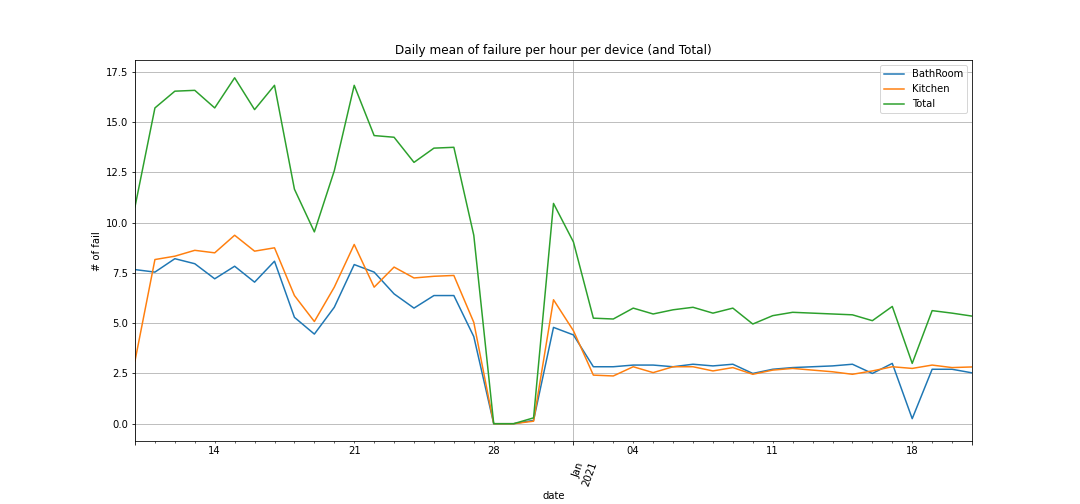 Daily mean of failure per hour per device (and Total)
17.5
15.0
12.5
10.0
7.5
5.0
2.5
0.0
# of fail
BathRoom
Kitchen
Total
14
21
28
Jan
2021
04
11
18
date